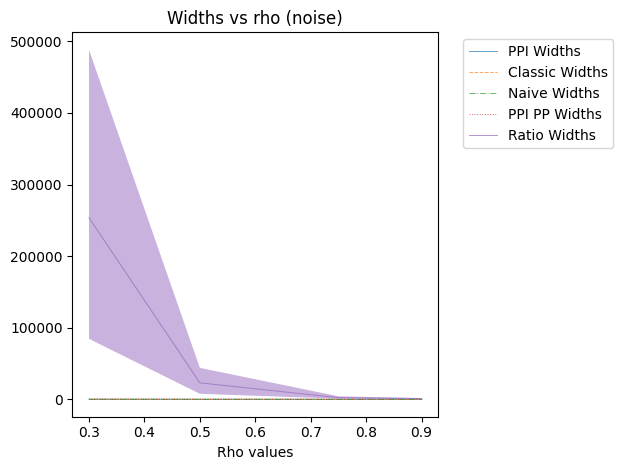 Widths vs rho (noise)
500000
400000
300000
200000
100000
0
0.3 0.4 0.5 0.6 0.7 0.8 0.9
Rho values
PPI Widths
Classic Widths
Naive Widths
PPI PP Widths
Ratio Widths